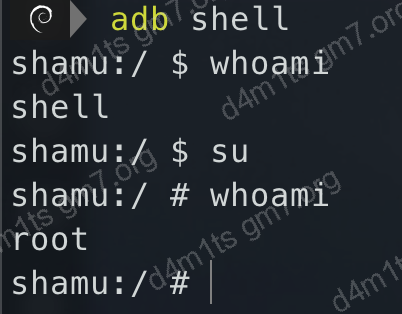 adb shell
shamu:/ $ whoami
shell
shamu:/ $ su
shamu:/ # whoami
root
shamu:/ #
d4m1ts gm7.org
d4m1ts gm7.org
d4m1ts gm7.org
d4m1ts gm7.org